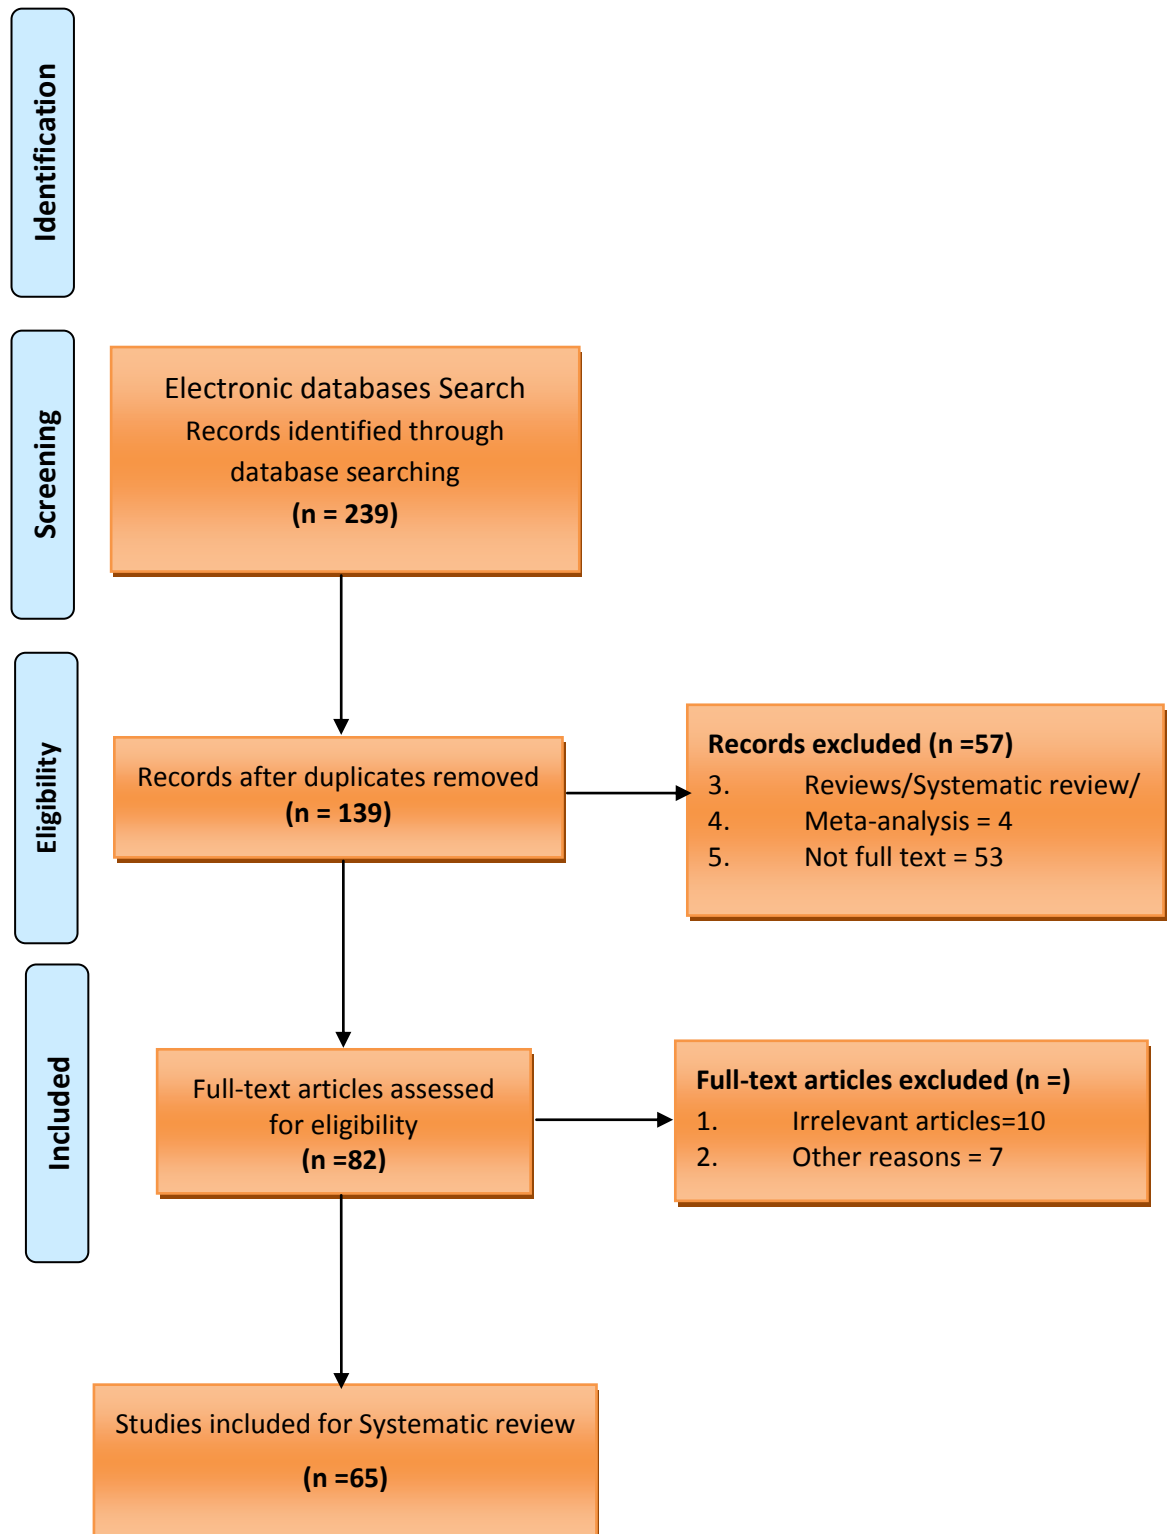 Identification
Screening
Electronic databases Search
Records identified through
database searching
(n = 239)
Eligibility
Records after duplicates removed
(n = 139)
Records excluded (n =57)
3. Reviews/Systematic review/
4. Meta-analysis = 4
5. Not full text = 53
Included
Full-text articles assessed
for eligibility
(n =82)
Full-text articles excluded (n =)
1. Irrelevant articles=10
2. Other reasons = 7
Studies included for Systematic review
(n =65)